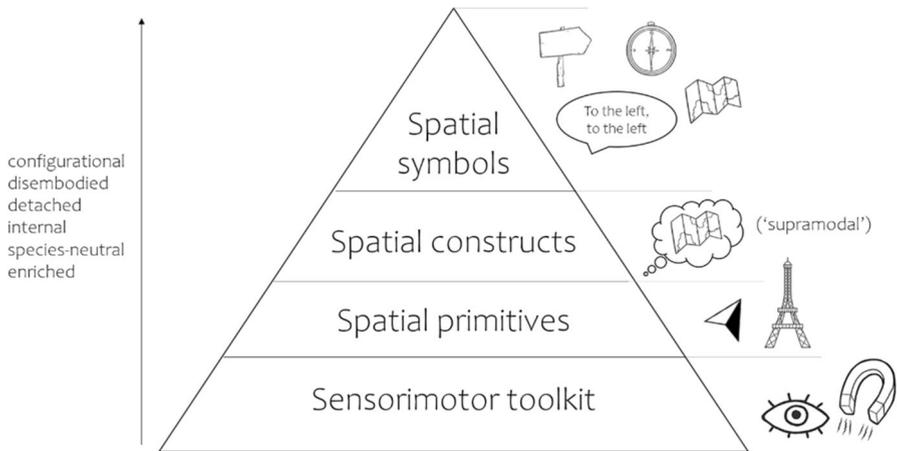 To the left,
to the left
Spatial
symbols
configurational
disembodied
detached
internal
species-neutral
enriched
Spatial constructs
('supramodal')
Spatial primitives
Sensorimotor toolkit